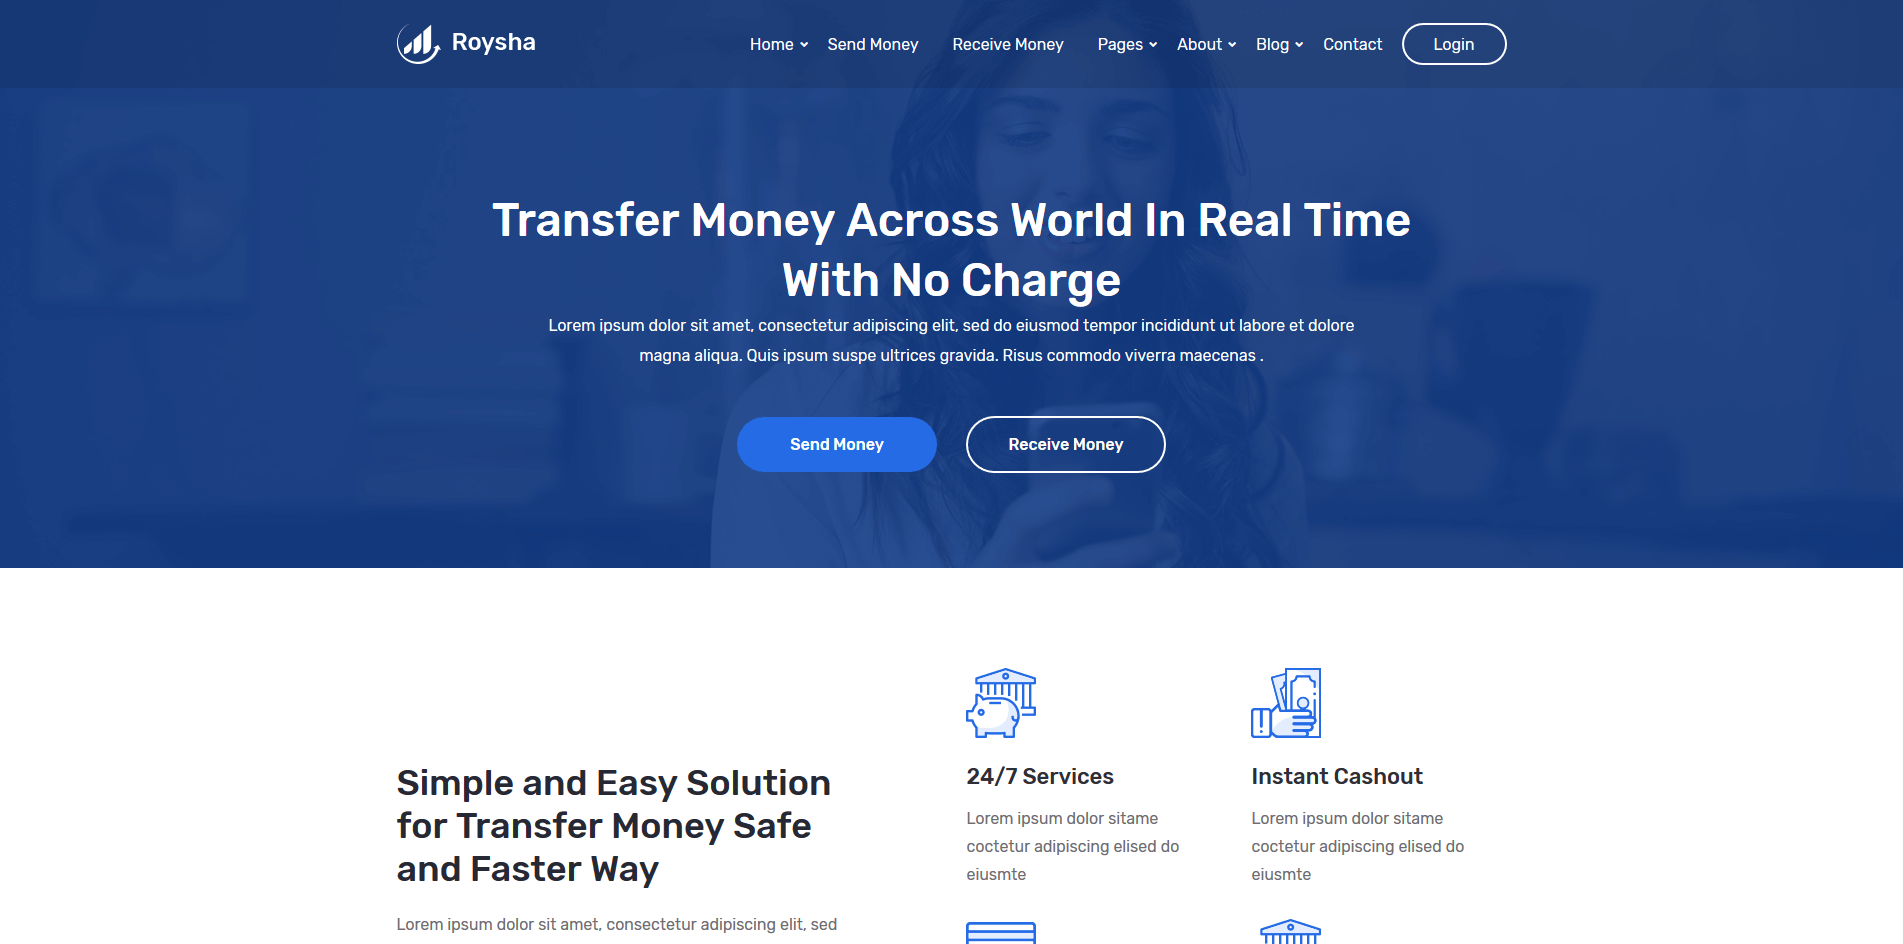 Roysha
Home Send Money Receive Money Pages About Blog Contact Login
Transfer Money Across World In Real Time
With No Charge
Lorem ipsum dolor sit amet, consectetur adipiscing elit, sed do eiusmod tempor incididunt ut labore et dolore
magna aliqua. Quis ipsum suspe ultrices gravida. Risus commodo viverra maecenas .
Send Money Receive Money
Simple and Easy Solution
for Transfer Money Safe
and Faster Way
Lorem ipsum dolor sit amet, consectetur adipiscing elit, sed
24/7 Services
Lorem ipsum dolor sitame
coctetur adipiscing elised do
eiusmte
Instant Cashout
Lorem ipsum dolor sitame
coctetur adipiscing elised do
eiusmte